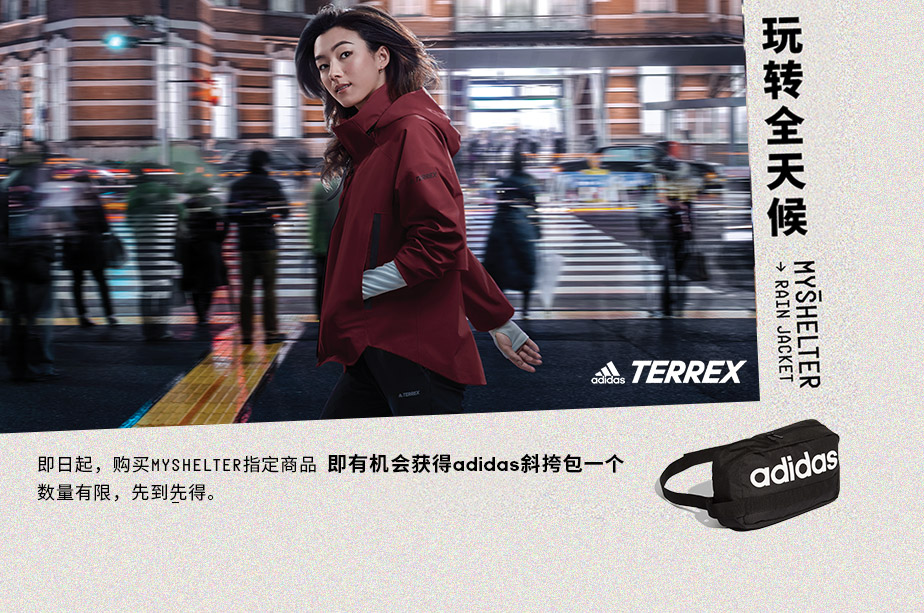 玩转全天候
MYSHELTER
→ RAIN JACKET
adidas TERREX
TERREX
即日起，购买MYSHELTER指定商品 即有机会获得adidas斜挎包一个
数量有限，先到先得。
adidas